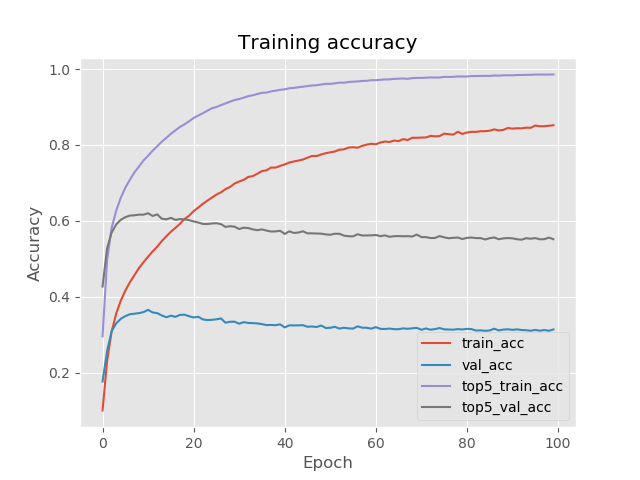 Training accuracy
1.0
0.8
0.6
0.4
0.2
Accuracy
0 20 40 60 80 100
Epoch
train_acc
val_acc
top5_train_acc
top5_val_acc